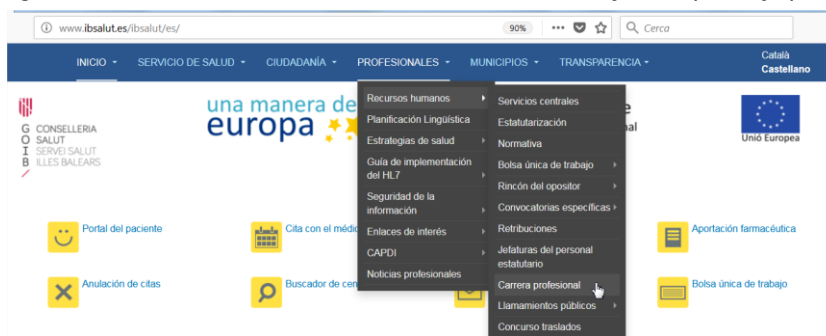 www.ibsalut.es/ibsalut/es/
90%
Cerca
INICIO
SERVICIO DE SALUD
CIUDADANÍA
PROFESIONALES
MUNICIPIOS
TRANSPARENCIA
Català
Castellano
G CONSELLERIA
O SALUT
I SERVEI SALUT
B ILLES BALEARS
una manera de
europa
Unió Europea
Recursos humanos
Planificación Lingüística
Estrategias de salud
Guía de implementación
del HL7
Seguridad de la
información
Enlaces de interés
CAPDI
Noticias profesionales
Servicios centrales
Estatutarización
Normativa
Bolsa única de trabajo
Rincón del opositor
Convocatorias específicas
Retribuciones
Jefaturas del personal
estatutario
Carrera profesional
Llamamientos públicos
Concurso traslados
Portal del paciente
Cita con el médic
Aportación farmacéutica
Anulación de citas
Buscador de cen
Bolsa única de trabajo